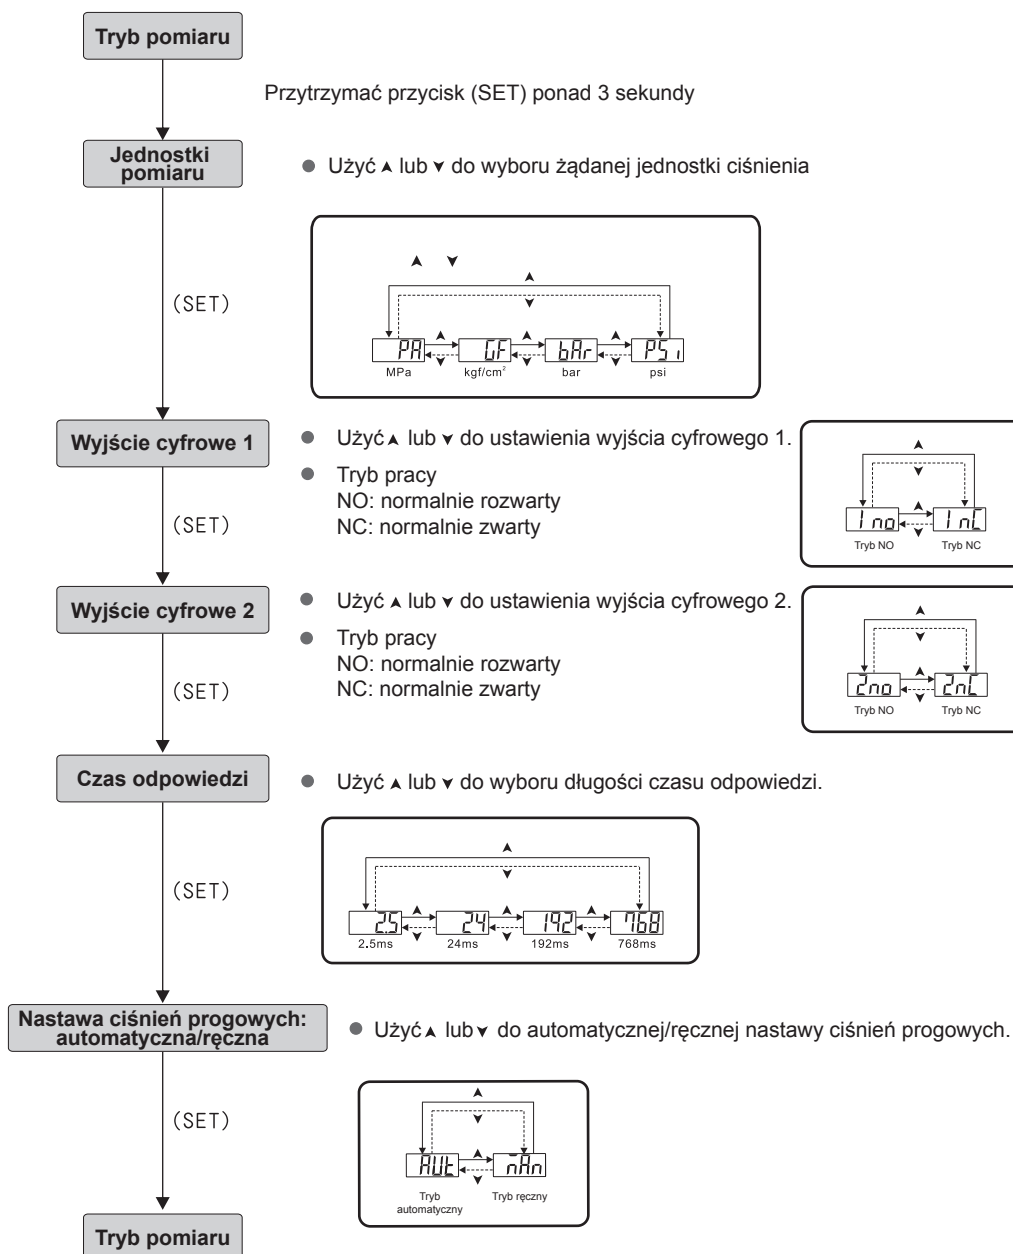 Tryb pomiaru
Przytrzymać przycisk (SET) ponad 3 sekundy
Jednostki
pomiaru
Użyć ▲ lub ▼ do wyboru żądanej jednostki ciśnienia
(SET)
PA GF bAr PSi
MPa kgf/cm² bar psi
Wyjście cyfrowe 1
Użyć ▲ lub ▼ do ustawienia wyjścia cyfrowego 1.
Tryb pracy
NO: normalnie rozwarty
NC: normalnie zwarty
1no 1nC
Tryb NO Tryb NC
(SET)
Wyjście cyfrowe 2
Użyć ▲ lub ▼ do ustawienia wyjścia cyfrowego 2.
Tryb pracy
NO: normalnie rozwarty
NC: normalnie zwarty
2no 2nC
Tryb NO Tryb NC
(SET)
Czas odpowiedzi
Użyć ▲ lub ▼ do wyboru długości czasu odpowiedzi.
(SET)
2.5 24 192 768
2.5ms 24ms 192ms 768ms
Nastawa ciśnień progowych:
automatyczna/ręczna
Użyć ▲ lub ▼ do automatycznej/ręcznej nastawy ciśnień progowych.
(SET)
AUt nAn
Tryb
automatyczny
Tryb ręczny
Tryb pomiaru